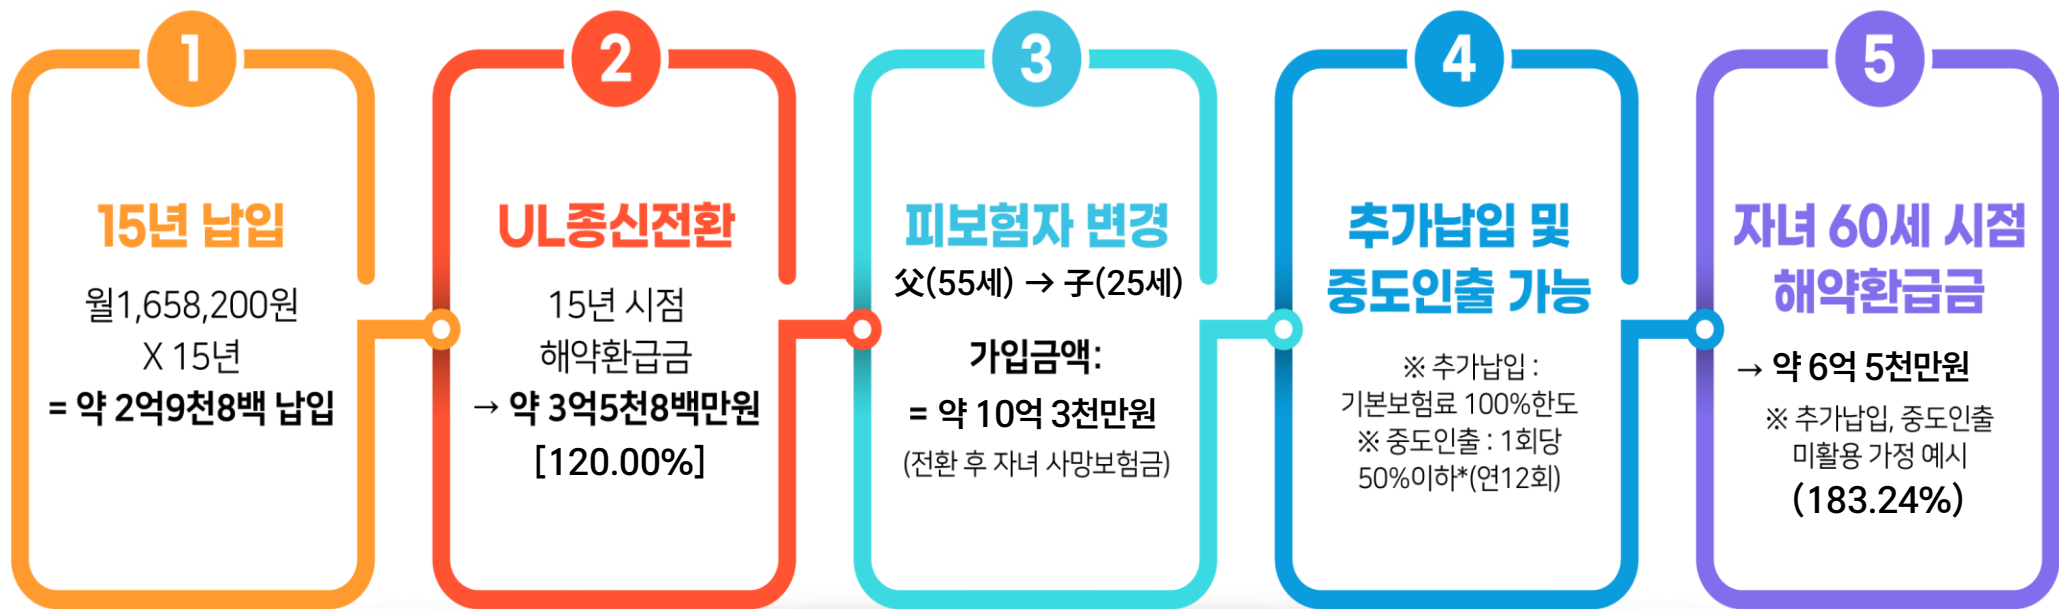 1
15년 납입
월1,658,200원
X 15년
= 약 2억9천8백 납입
2
UL종신전환
15년 시점
해약환급금
→ 약 3억5천8백만원
[120.00%]
3
피보험자 변경
父(55세) → 子(25세)
가입금액:
= 약 10억 3천만원
(전환 후 자녀 사망보험금)
4
추가납입 및
중도인출 가능
※ 추가납입 :
기본보험료 100%한도
※ 중도인출 : 1회당
50%이하*(연12회)
5
자녀 60세 시점
해약환급금
→ 약 6억 5천만원
※ 추가납입, 중도인출
미활용 가정 예시
(183.24%)